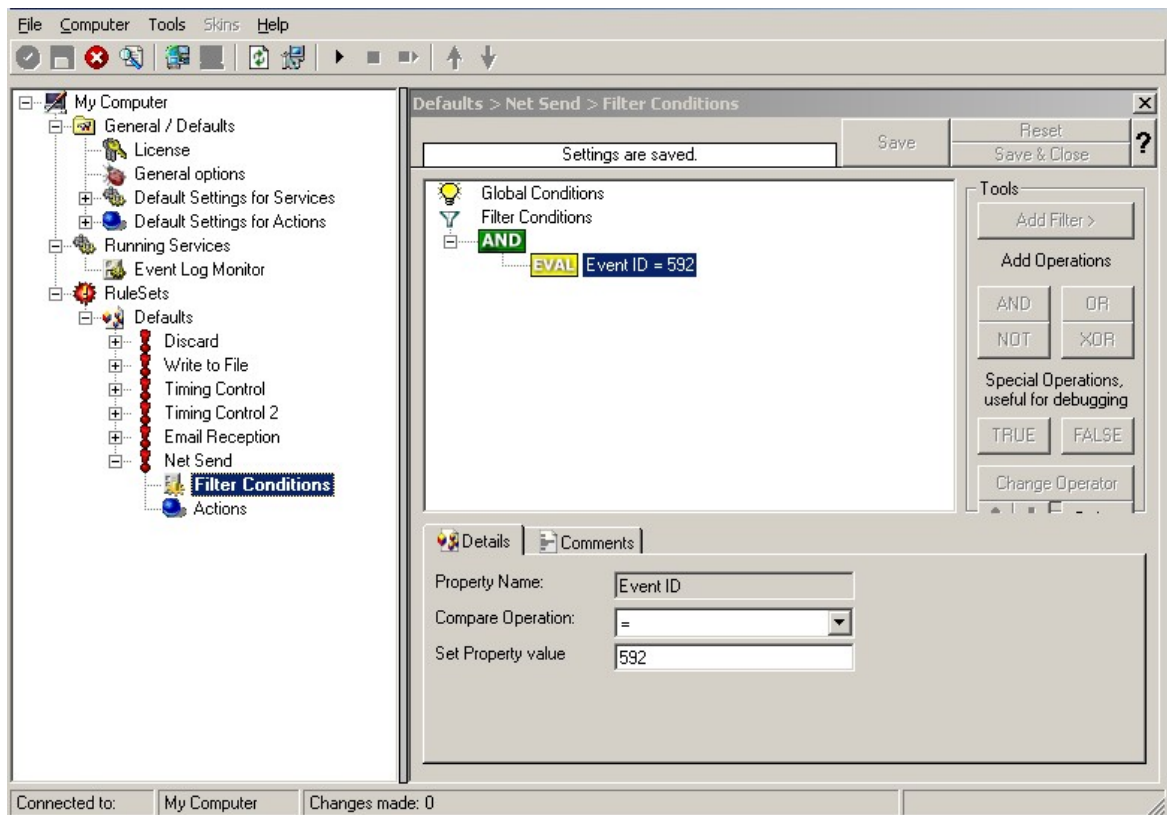 File Computer Tools Skins Help
My Computer
General / Defaults
License
General options
Default Settings for Services
Default Settings for Actions
Running Services
Event Log Monitor
RuleSets
Defaults
Discard
Write to File
Timing Control
Timing Control 2
Email Reception
Net Send
Filter Conditions
Actions
Defaults > Net Send > Filter Conditions
Settings are saved.
Save
Reset
Save & Close
?
Global Conditions
Filter Conditions
AND
EVAL Event ID = 592
Tools
Add Filter >
Add Operations
AND OR
NOT XOR
Special Operations,
useful for debugging
TRUE FALSE
Change Operator
Details Comments
Property Name: Event ID
Compare Operation: =
Set Property value 592
Connected to: My Computer Changes made: 0